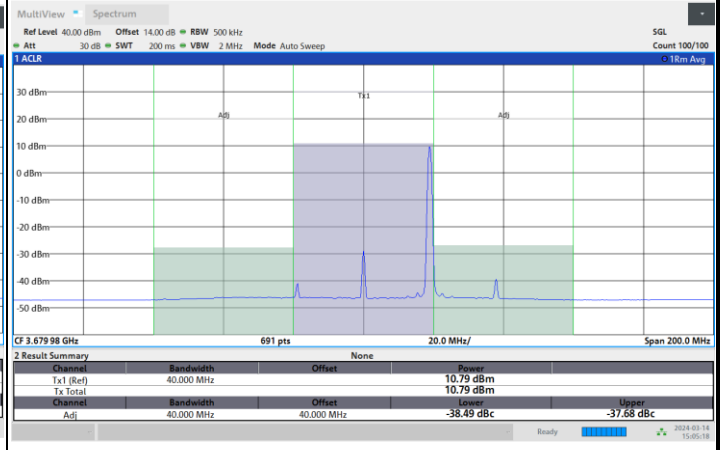 MultiView Spectrum
Ref Level 40.00 dBm Offset 14.00 dB RBW 500 kHz SGL
Att 30 dB SWT 200 ms VBW 2 MHz Mode Auto Sweep Count 100/100
1 ACLR 1Rm Avg
30 dBm
Tx1
20 dBm Adj Adj
10 dBm
0 dBm
-10 dBm
-20 dBm
-30 dBm
-40 dBm
-50 dBm
CF 3.679 98 GHz 691 pts 20.0 MHz/ Span 200.0 MHz
2 Result Summary None
Channel Bandwidth Offset Power
Tx1 (Ref) 40.000 MHz 10.79 dBm
Tx Total 10.79 dBm
Channel Bandwidth Offset Lower Upper
Adj 40.000 MHz 40.000 MHz -38.49 dBc -37.68 dBc
Ready 2024-03-14
15:05:18